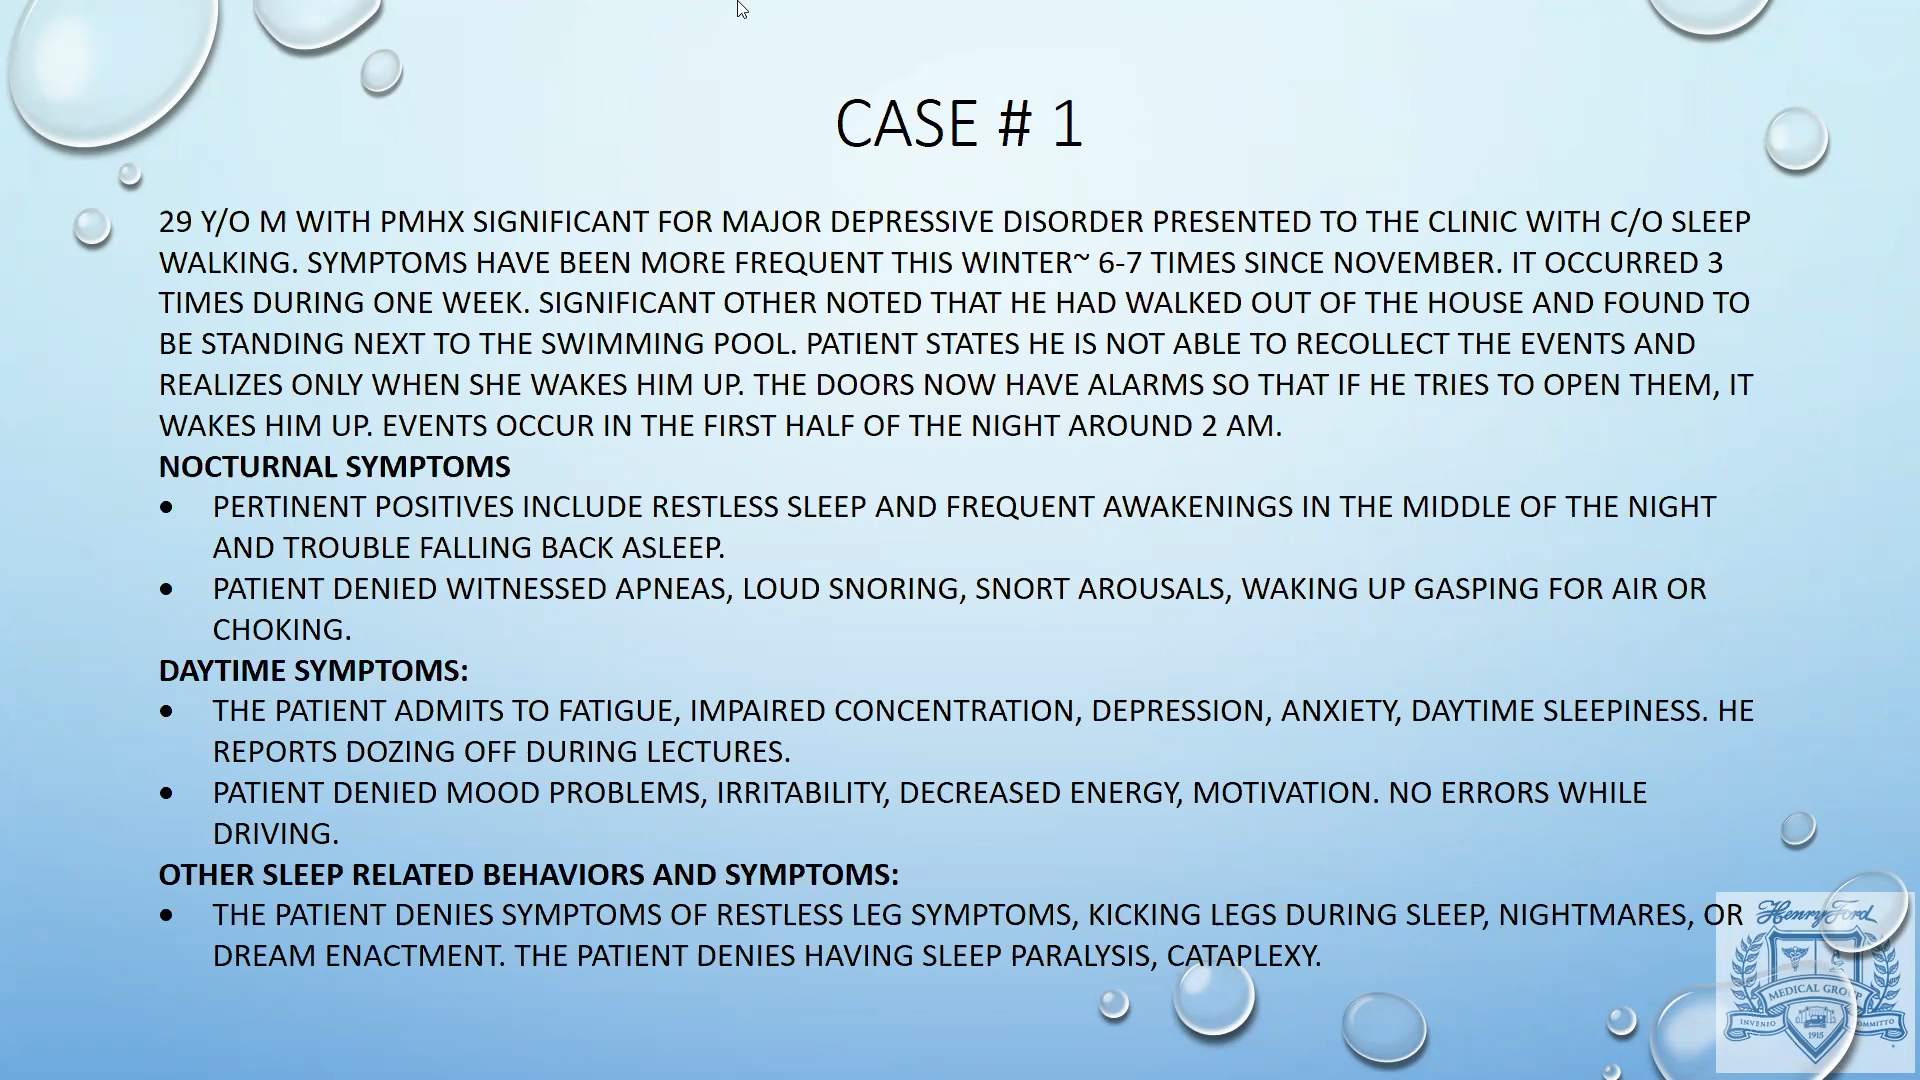 CASE # 1
29 Y/O M WITH PMHX SIGNIFICANT FOR MAJOR DEPRESSIVE DISORDER PRESENTED TO THE CLINIC WITH C/O SLEEP
WALKING. SYMPTOMS HAVE BEEN MORE FREQUENT THIS WINTER~ 6-7 TIMES SINCE NOVEMBER. IT OCCURRED 3
TIMES DURING ONE WEEK. SIGNIFICANT OTHER NOTED THAT HE HAD WALKED OUT OF THE HOUSE AND FOUND TO
BE STANDING NEXT TO THE SWIMMING POOL. PATIENT STATES HE IS NOT ABLE TO RECOLLECT THE EVENTS AND
REALIZES ONLY WHEN SHE WAKES HIM UP. THE DOORS NOW HAVE ALARMS SO THAT IF HE TRIES TO OPEN THEM, IT
WAKES HIM UP. EVENTS OCCUR IN THE FIRST HALF OF THE NIGHT AROUND 2 AM.
NOCTURNAL SYMPTOMS
• PERTINENT POSITIVES INCLUDE RESTLESS SLEEP AND FREQUENT AWAKENINGS IN THE MIDDLE OF THE NIGHT
AND TROUBLE FALLING BACK ASLEEP.
• PATIENT DENIED WITNESSED APNEAS, LOUD SNORING, SNORT AROUSALS, WAKING UP GASPING FOR AIR OR
CHOKING.
DAYTIME SYMPTOMS:
• THE PATIENT ADMITS TO FATIGUE, IMPAIRED CONCENTRATION, DEPRESSION, ANXIETY, DAYTIME SLEEPINESS. HE
REPORTS DOZING OFF DURING LECTURES.
• PATIENT DENIED MOOD PROBLEMS, IRRITABILITY, DECREASED ENERGY, MOTIVATION. NO ERRORS WHILE
DRIVING.
OTHER SLEEP RELATED BEHAVIORS AND SYMPTOMS:
• THE PATIENT DENIES SYMPTOMS OF RESTLESS LEG SYMPTOMS, KICKING LEGS DURING SLEEP, NIGHTMARES, OR
DREAM ENACTMENT. THE PATIENT DENIES HAVING SLEEP PARALYSIS, CATAPLEXY.
Henry Ford
MEDICAL GROUP
INVENIO
1915